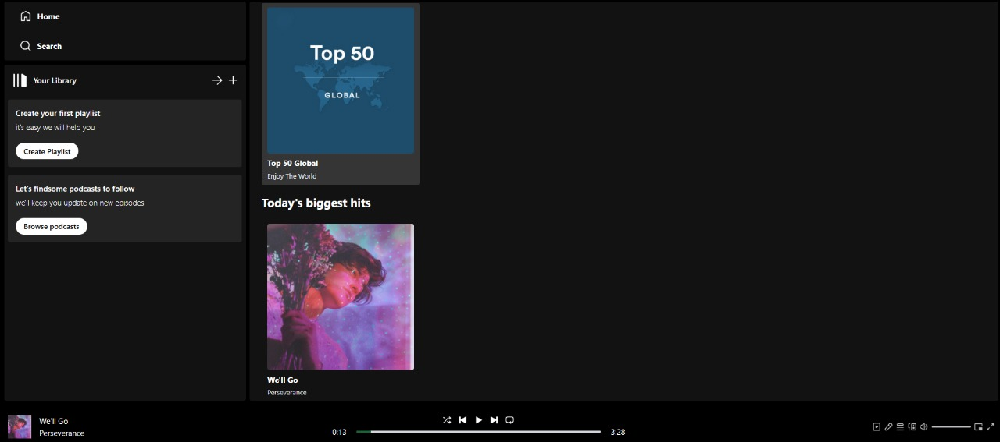 Home
Search
Your Library
Create your first playlist
it's easy we will help you
Create Playlist
Let's findsome podcasts to follow
we'll keep you update on new episodes
Browse podcasts
Top 50
GLOBAL
Top 50 Global
Enjoy The World
Today's biggest hits
We'll Go
Perseverance
We'll Go
Perseverance
0:13
3:28